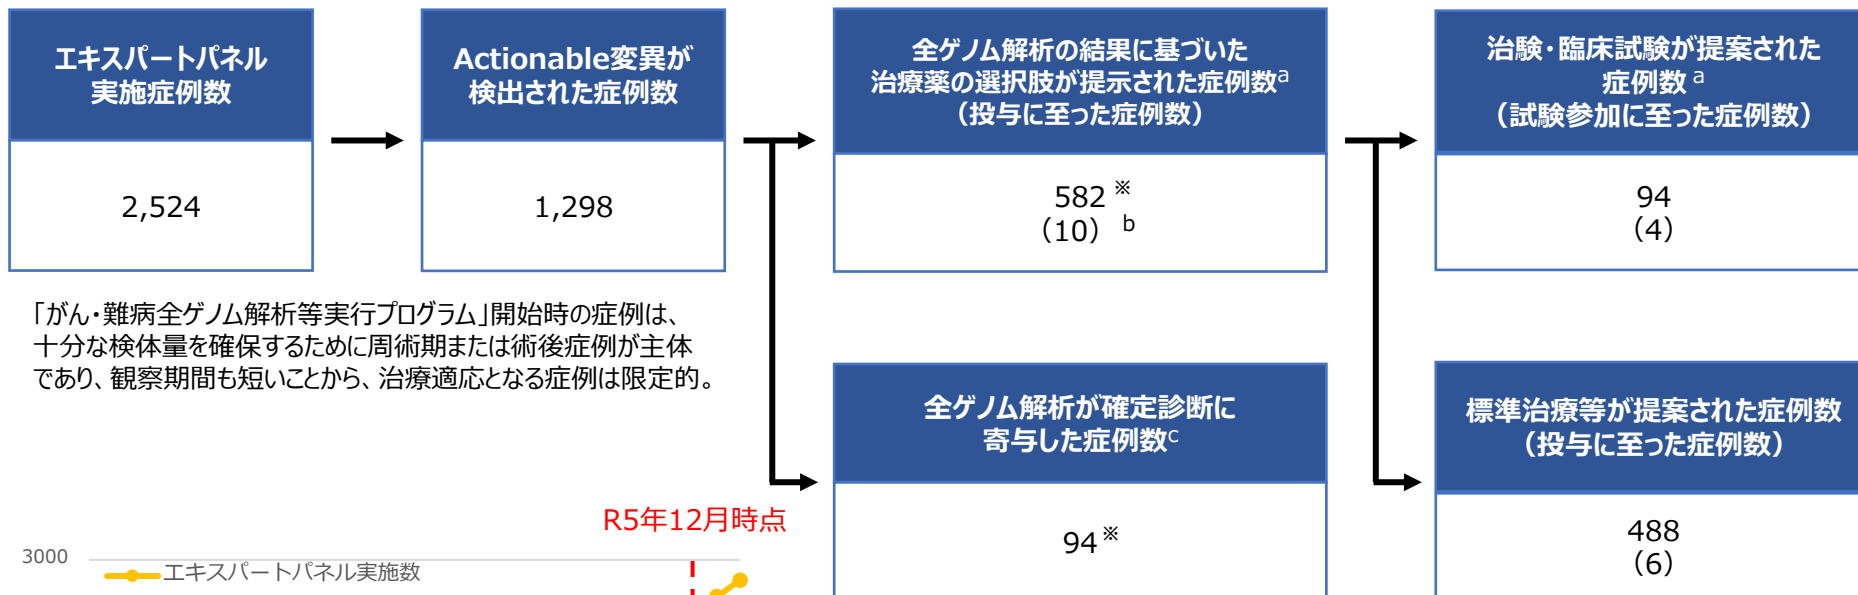 エキスパートパネル
実施症例数
2,524
Actionable変異が
検出された症例数
1,298
全ゲノム解析の結果に基づいた
治療薬の選択肢が提示された症例数a
（投与に至った症例数）
582※
（10） b
治験・臨床試験が提案された
症例数a
（試験参加に至った症例数）
94
（4）
「がん・難病全ゲノム解析等実行プログラム」開始時の症例は、
十分な検体量を確保するために周術期または術後症例が主体
であり、観察期間も短いことから、治療適応となる症例は限定的。
全ゲノム解析が確定診断に
寄与した症例数c
94※
標準治療等が提案された症例数
（投与に至った症例数）
488
（6）
R5年12月時点
3000
エキスパートパネル実施数